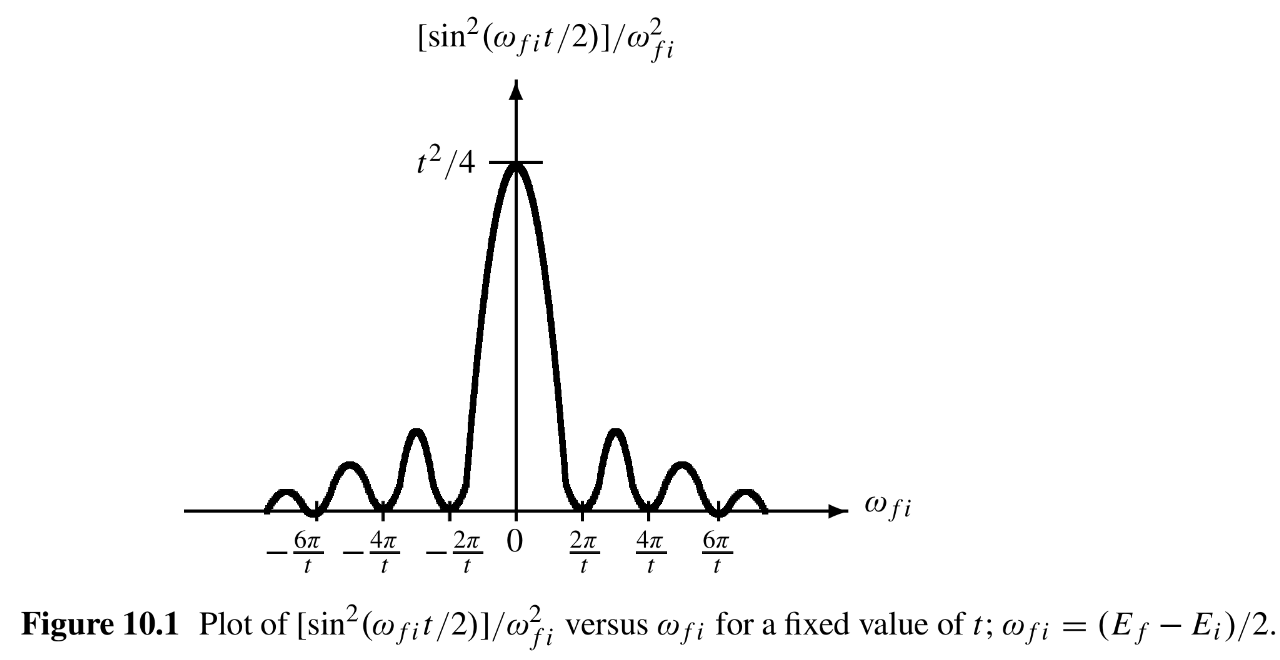 [sin²(ω_{fi}t/2)]/ω²_{fi}
t²/4
ω_{fi}
−6π/t −4π/t −2π/t 0 2π/t 4π/t 6π/t
Figure 10.1 Plot of [sin²(ω_{fi}t/2)]/ω²_{fi} versus ω_{fi} for a fixed value of t; ω_{fi} = (E_f − E_i)/2.